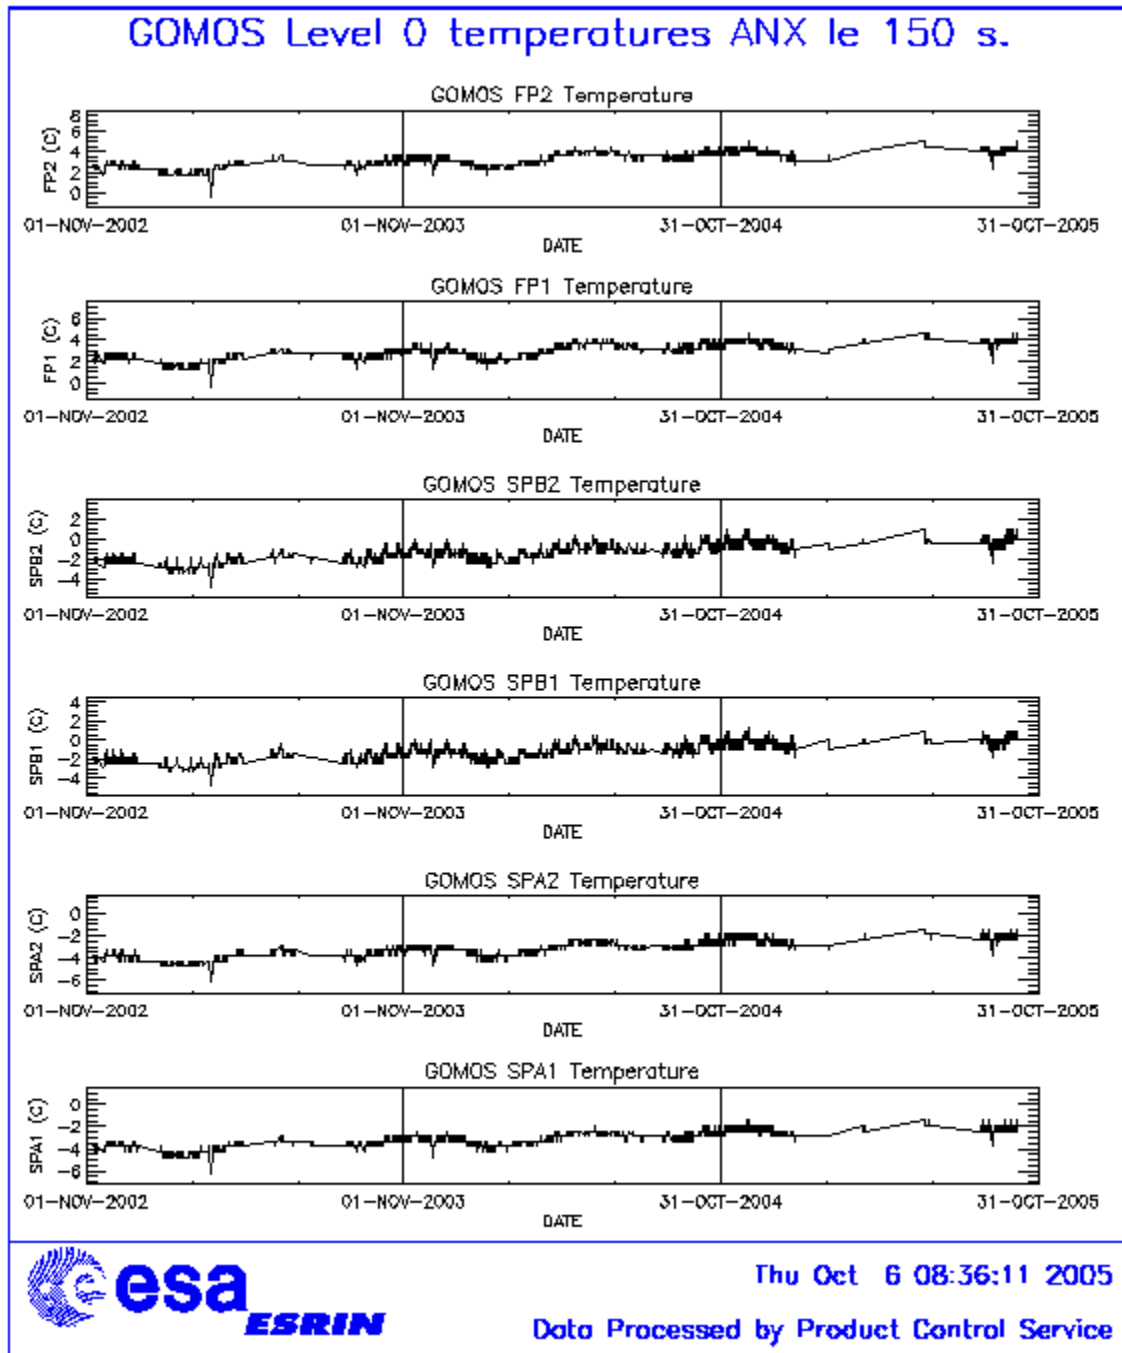 GOMOS Level 0 temperatures ANX le 150 s.
GOMOS FP2 Temperature
FP2 (C)
8
6
4
2
0
01-NOV-2002 01-NOV-2003 31-OCT-2004 31-OCT-2005
DATE
GOMOS FP1 Temperature
FP1 (C)
6
4
2
0
01-NOV-2002 01-NOV-2003 31-OCT-2004 31-OCT-2005
DATE
GOMOS SPB2 Temperature
SPB2 (C)
2
0
-2
-4
01-NOV-2002 01-NOV-2003 31-OCT-2004 31-OCT-2005
DATE
GOMOS SPB1 Temperature
SPB1 (C)
4
2
0
-2
-4
01-NOV-2002 01-NOV-2003 31-OCT-2004 31-OCT-2005
DATE
GOMOS SPA2 Temperature
SPA2 (C)
0
-2
-4
-6
01-NOV-2002 01-NOV-2003 31-OCT-2004 31-OCT-2005
DATE
GOMOS SPA1 Temperature
SPA1 (C)
0
-2
-4
-6
01-NOV-2002 01-NOV-2003 31-OCT-2004 31-OCT-2005
DATE
esa
ESRIN
Thu Oct 6 08:36:11 2005
Data Processed by Product Control Service